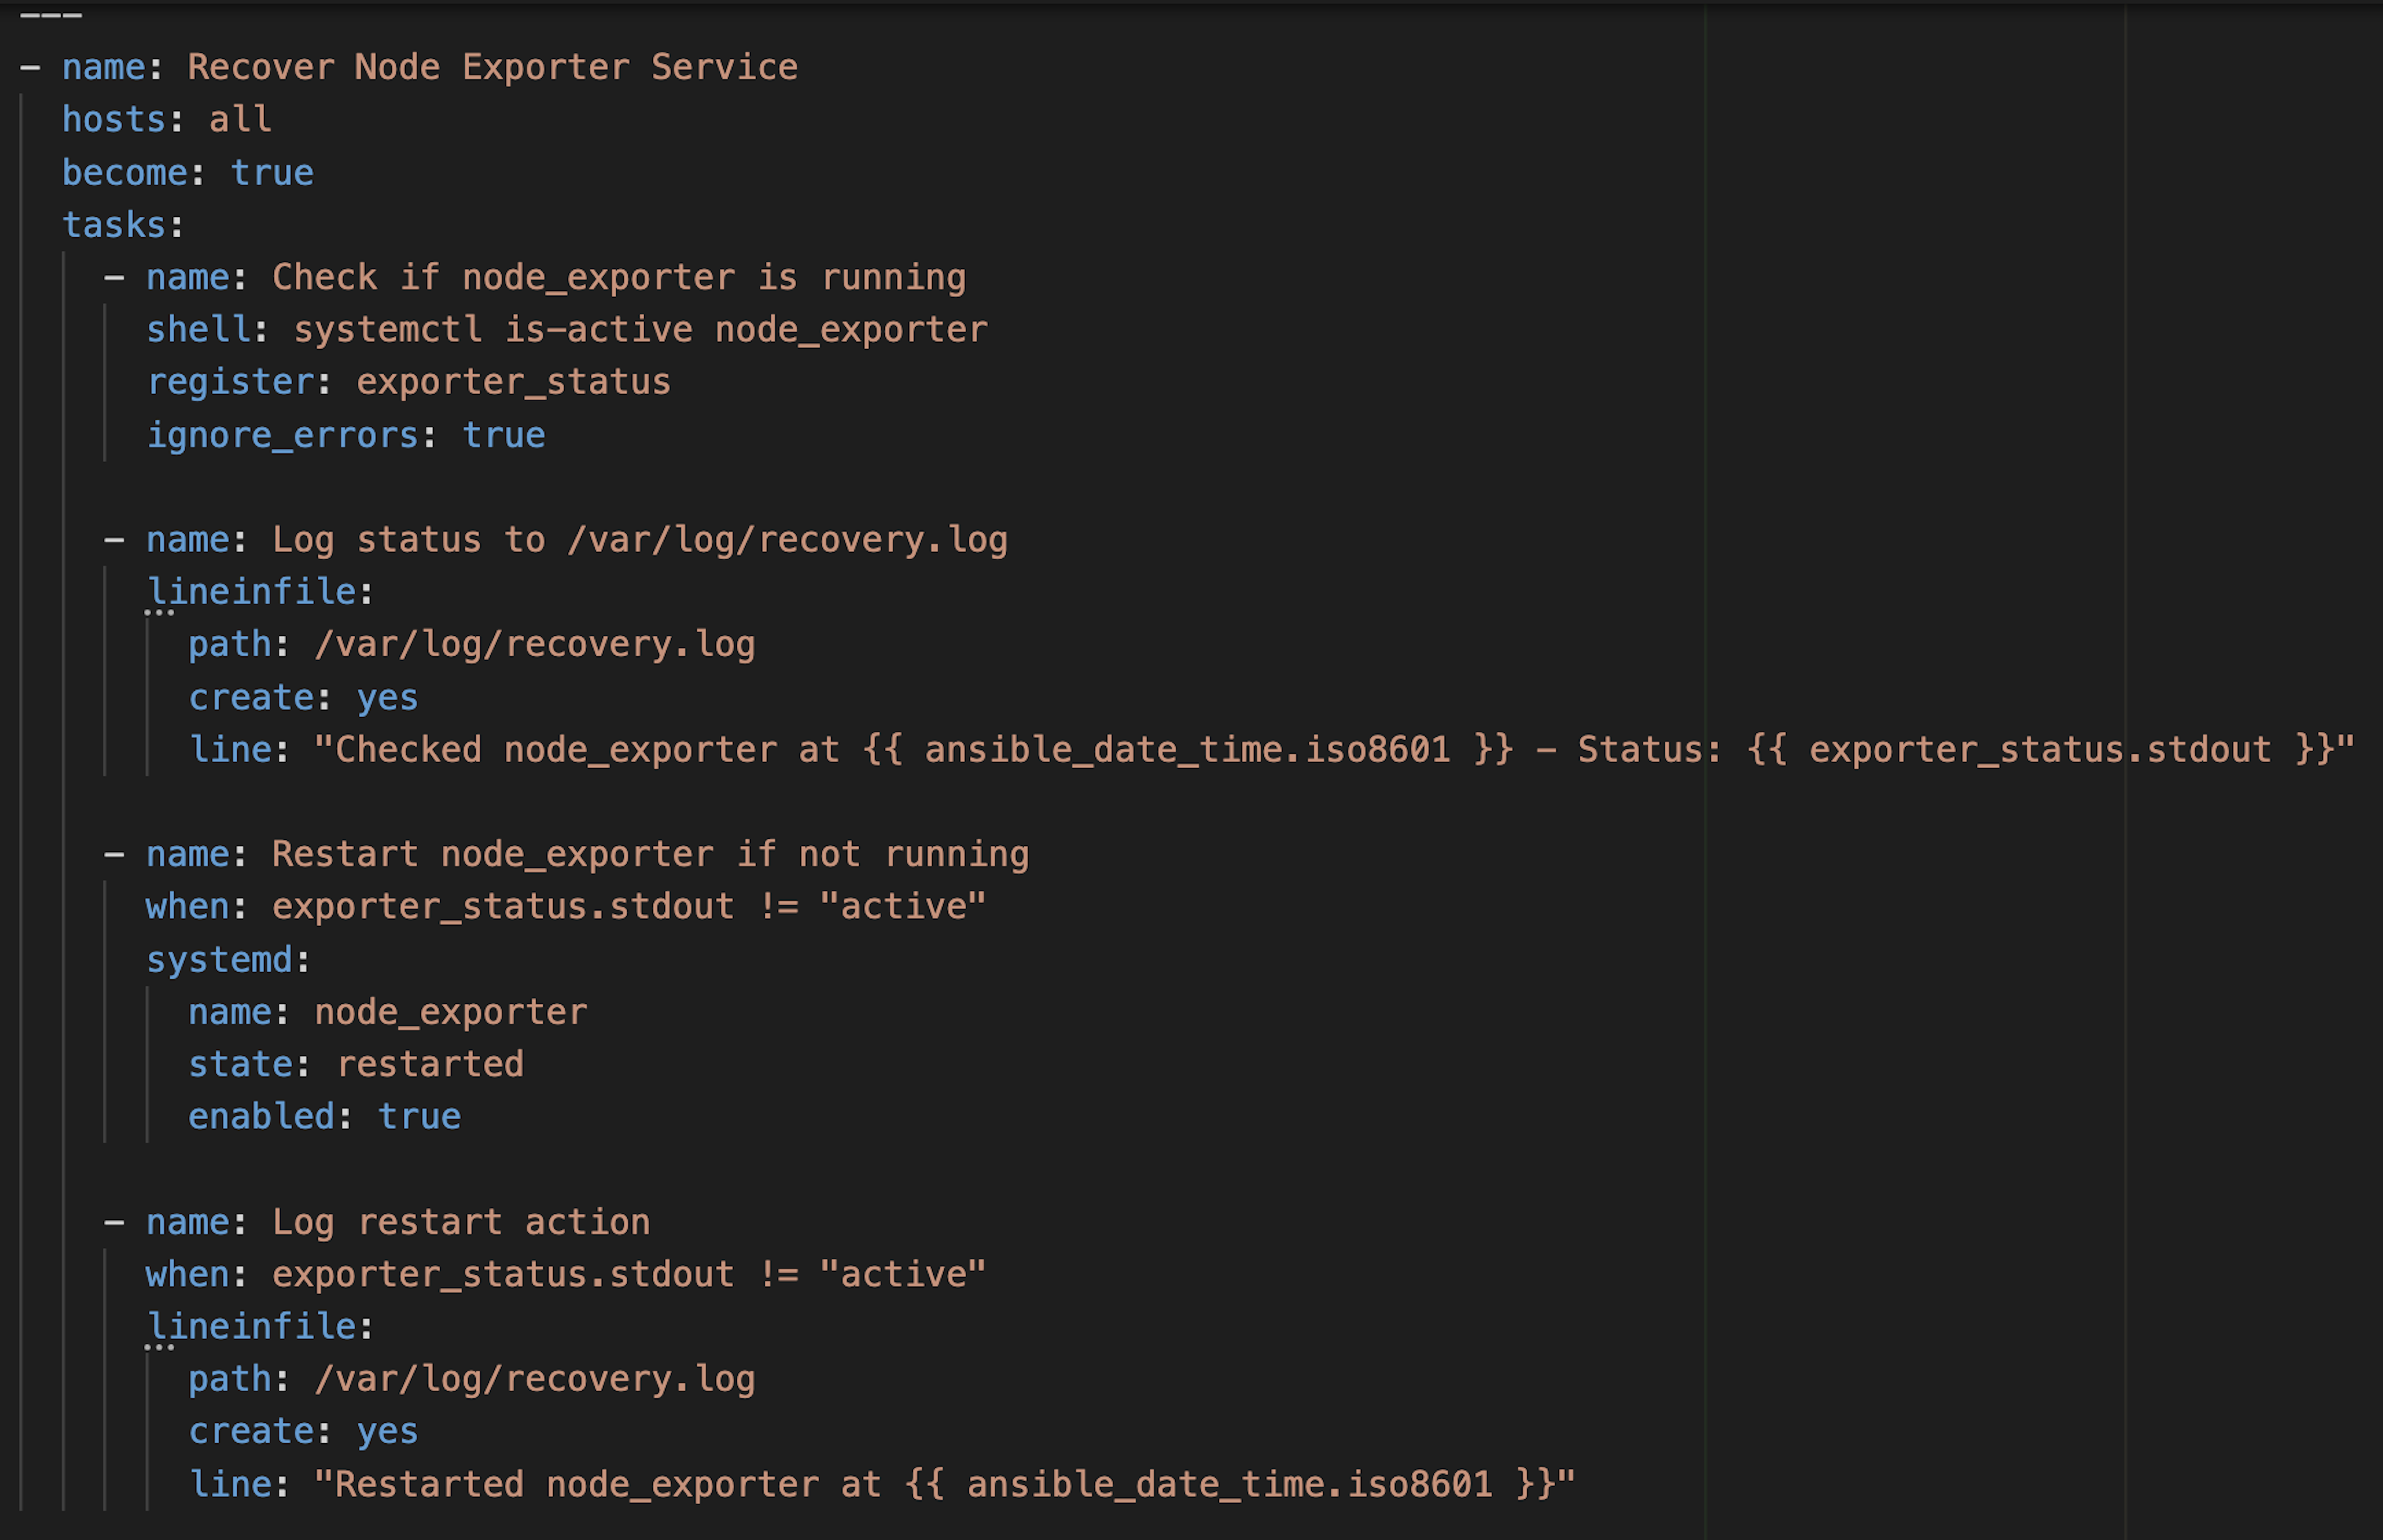 ---
- name: Recover Node Exporter Service
  hosts: all
  become: true
  tasks:
    - name: Check if node_exporter is running
      shell: systemctl is-active node_exporter
      register: exporter_status
      ignore_errors: true

    - name: Log status to /var/log/recovery.log
      lineinfile:
        path: /var/log/recovery.log
        create: yes
        line: "Checked node_exporter at {{ ansible_date_time.iso8601 }} - Status: {{ exporter_status.stdout }}"

    - name: Restart node_exporter if not running
      when: exporter_status.stdout != "active"
      systemd:
        name: node_exporter
        state: restarted
        enabled: true

    - name: Log restart action
      when: exporter_status.stdout != "active"
      lineinfile:
        path: /var/log/recovery.log
        create: yes
        line: "Restarted node_exporter at {{ ansible_date_time.iso8601 }}"